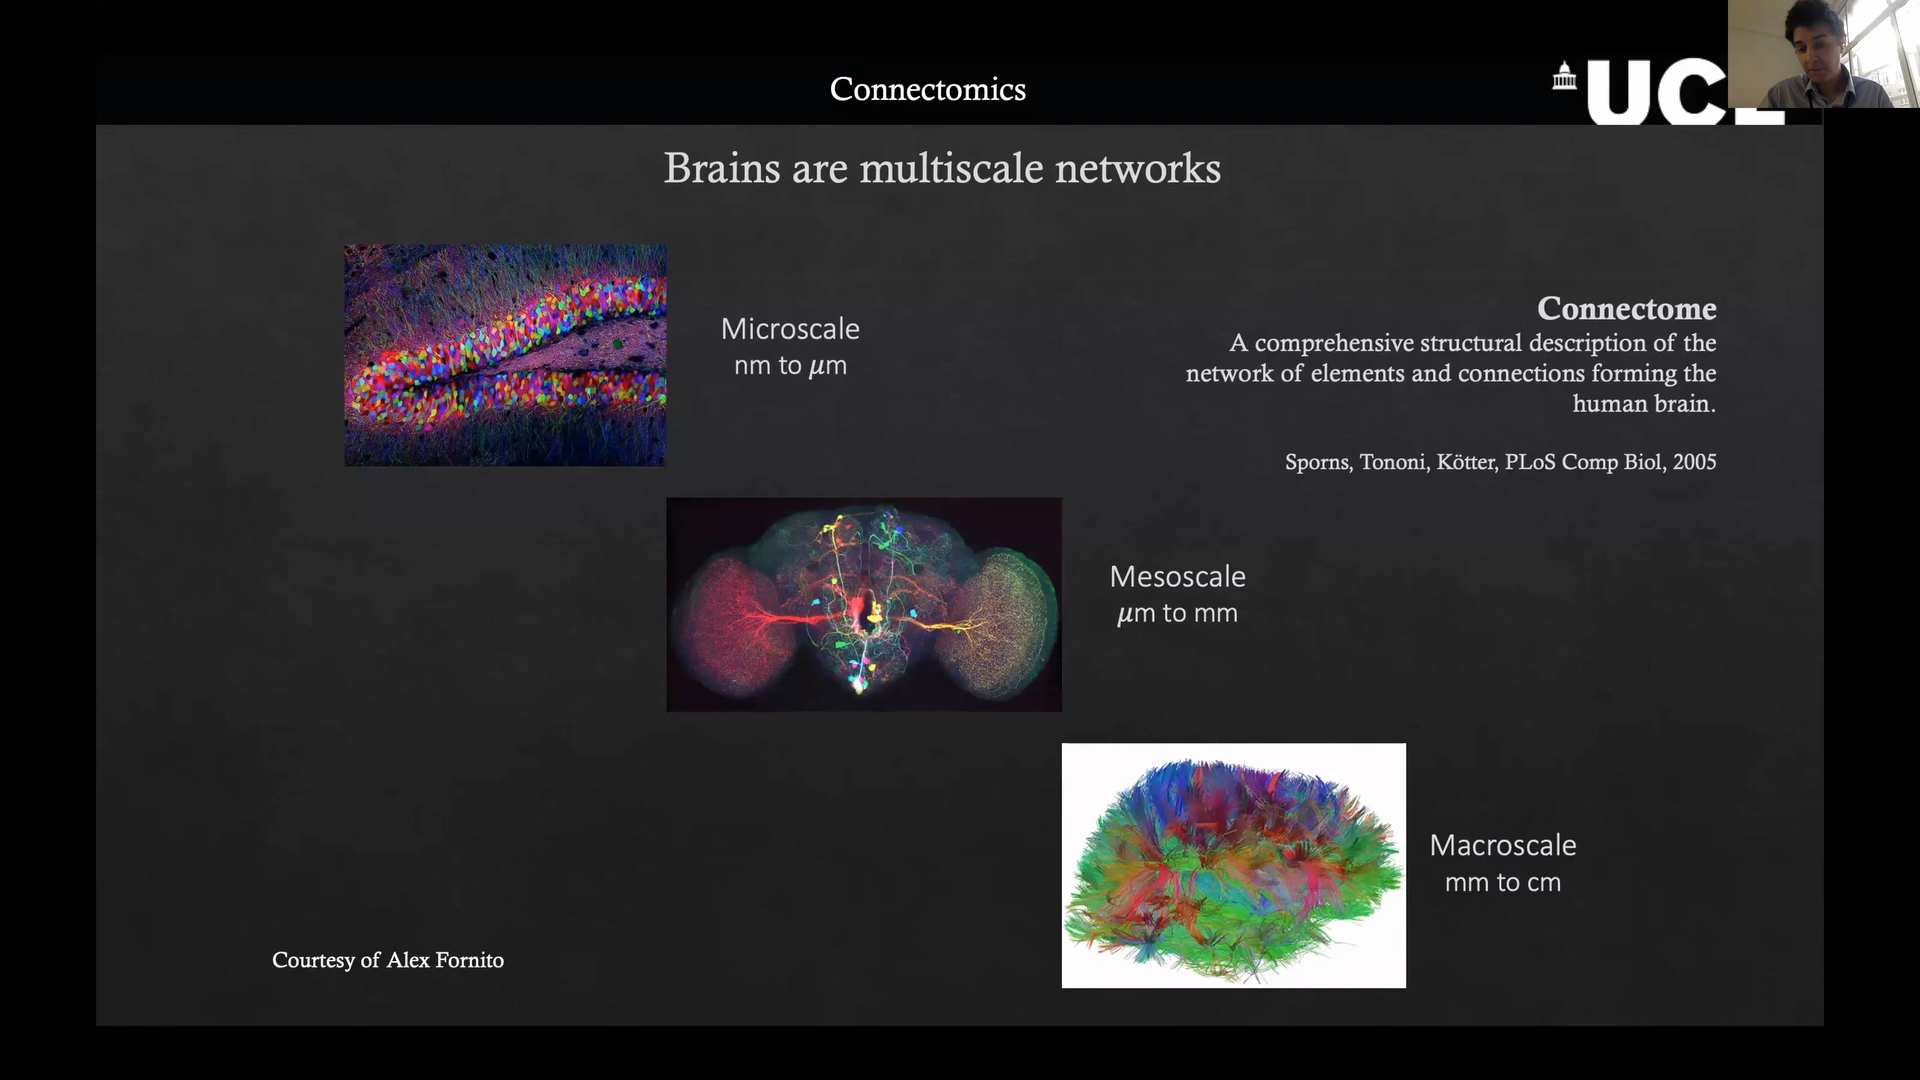 Connectomics
UCL
Brains are multiscale networks
Microscale
nm to μm
Connectome
A comprehensive structural description of the
network of elements and connections forming the
human brain.
Sporns, Tononi, Kötter, PLoS Comp Biol, 2005
Mesoscale
μm to mm
Macroscale
mm to cm
Courtesy of Alex Fornito